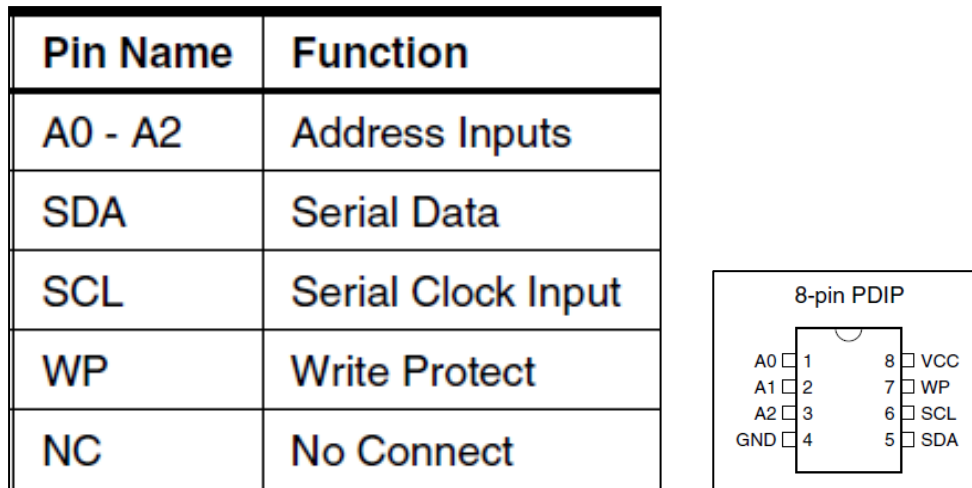 Pin Name Function
A0 - A2 Address Inputs
SDA Serial Data
SCL Serial Clock Input
WP Write Protect
NC No Connect
8-pin PDIP
A0 1 8 VCC
A1 2 7 WP
A2 3 6 SCL
GND 4 5 SDA